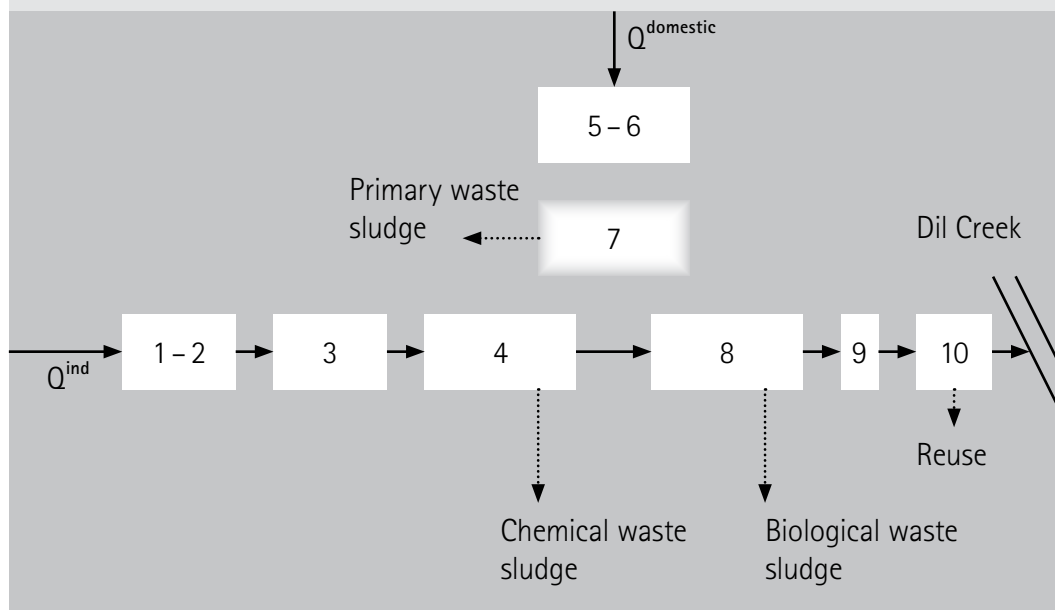 Q domestic
5 – 6
Primary waste
sludge
7
Dil Creek
Q ind
1 – 2
3
4
8
9
10
Reuse
Chemical waste
sludge
Biological waste
sludge